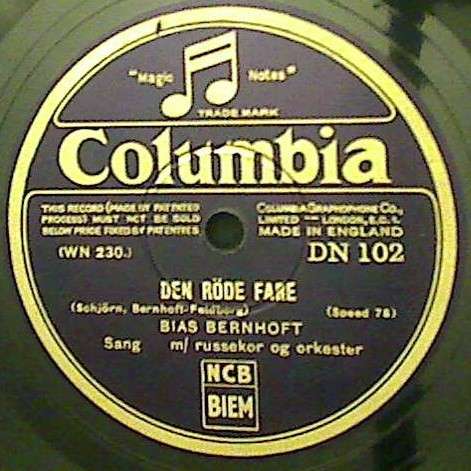 "Magic Notes"
TRADE MARK
Columbia
THIS RECORD (MADE BY PATENTED
PROCESS) MUST NOT BE SOLD
BELOW PRICE FIXED BY PATENTEES
COLUMBIA GRAPHOPHONE CO.,
LIMITED — LONDON, E.C. 1.
MADE IN ENGLAND
(WN 230.)
DN 102
DEN RÖDE FARE
(Schjörn, Bernhoft-Feldborg)
(Speed 78)
BIAS BERNHOFT
Sang m/ russekor og orkester
NCB
BIEM